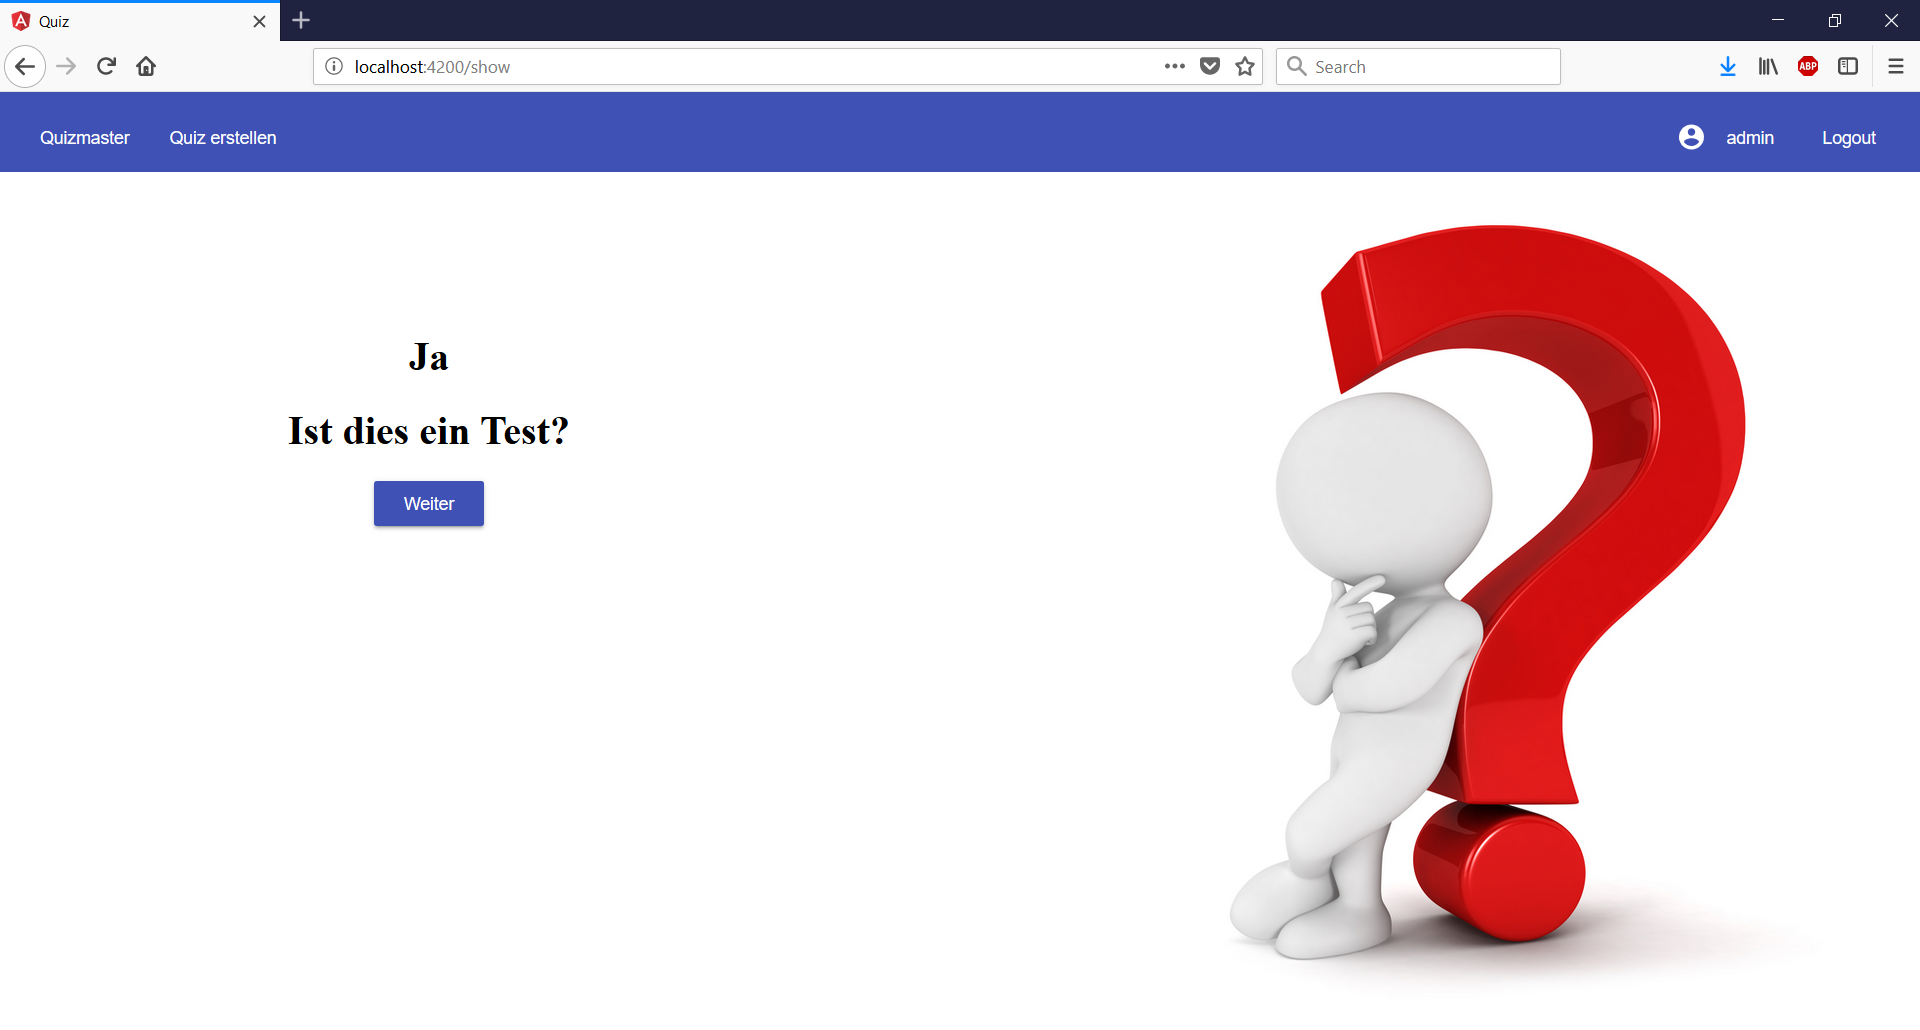 Quiz
localhost:4200/show
Search
ABP
Quizmaster Quiz erstellen admin Logout
Ja
Ist dies ein Test?
Weiter